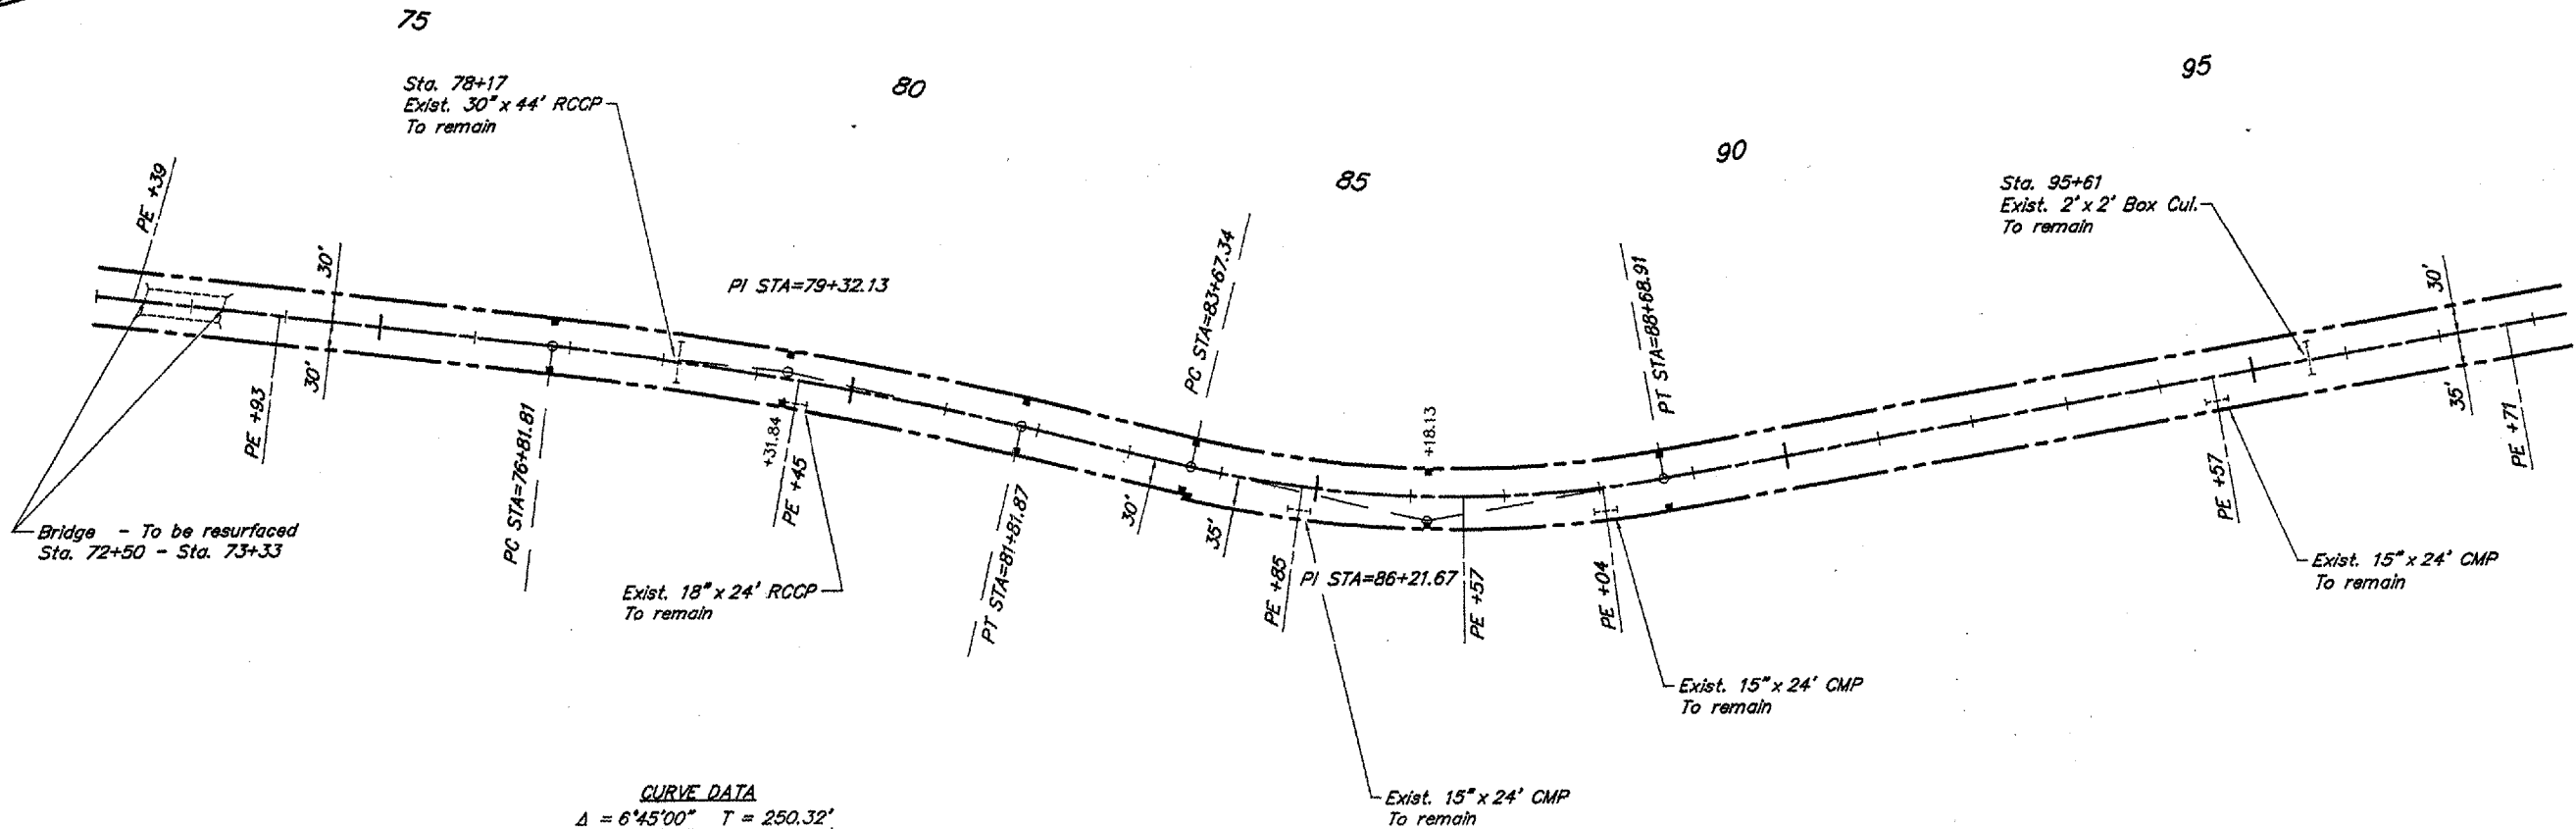 75
Sta. 78+17
Exist. 30" x 44' RCCP
To remain
80
85
90
95
Sta. 95+61
Exist. 2' x 2' Box Cul.
To remain
PE +39
30'
30'
PE +93
PI STA=79+32.13
PC STA=83+67.34
PT STA=88+68.91
30'
35'
PE +71
Bridge - To be resurfaced
Sta. 72+50 - Sta. 73+33
PC STA=76+81.81
+31.84
PE +45
Exist. 18" x 24' RCCP
To remain
PT STA=81+81.87
30'
35'
+18.13
PE +85
PI STA=86+21.67
PE +57
PE +04
PE +57
Exist. 15" x 24' CMP
To remain
Exist. 15" x 24' CMP
To remain
Exist. 15" x 24' CMP
To remain
CURVE DATA
Δ = 6°45'00" T = 250.32'